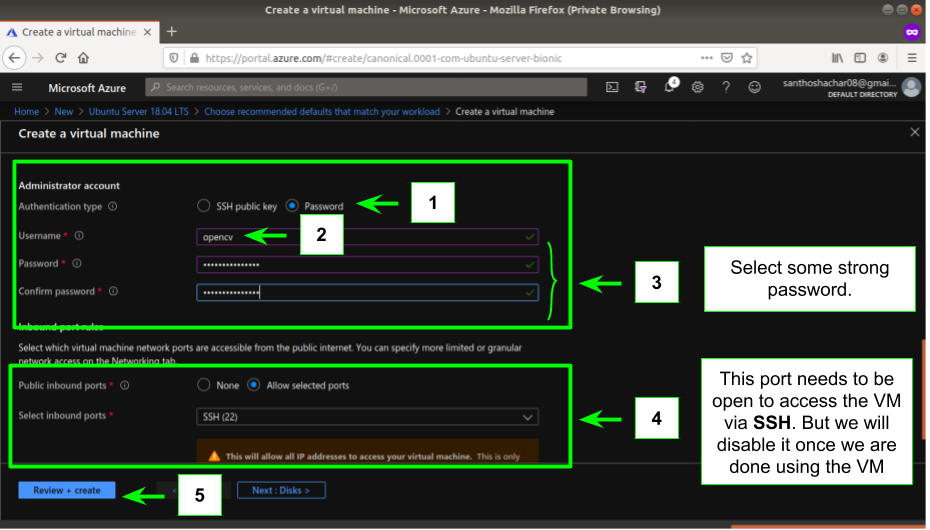 Create a virtual machine - Microsoft Azure - Mozilla Firefox (Private Browsing)
Create a virtual machine
https://portal.azure.com/#create/canonical.0001-com-ubuntu-server-bionic
Microsoft Azure
Search resources, services, and docs (G+/)
4
santhoshachar08@gmai...
DEFAULT DIRECTORY
Home > New > Ubuntu Server 18.04 LTS > Choose recommended defaults that match your workload > Create a virtual machine
Create a virtual machine
Administrator account
Authentication type
SSH public key
Password
1
Username *
opencv
2
Password *
Confirm password *
3
Select some strong
password.
Inbound port rules
Select which virtual machine network ports are accessible from the public internet. You can specify more limited or granular
network access on the Networking tab.
Public inbound ports *
None
Allow selected ports
Select inbound ports *
SSH (22)
4
This port needs to be
open to access the VM
via SSH. But we will
disable it once we are
done using the VM
This will allow all IP addresses to access your virtual machine. This is only
Review + create
5
<
Next : Disks >